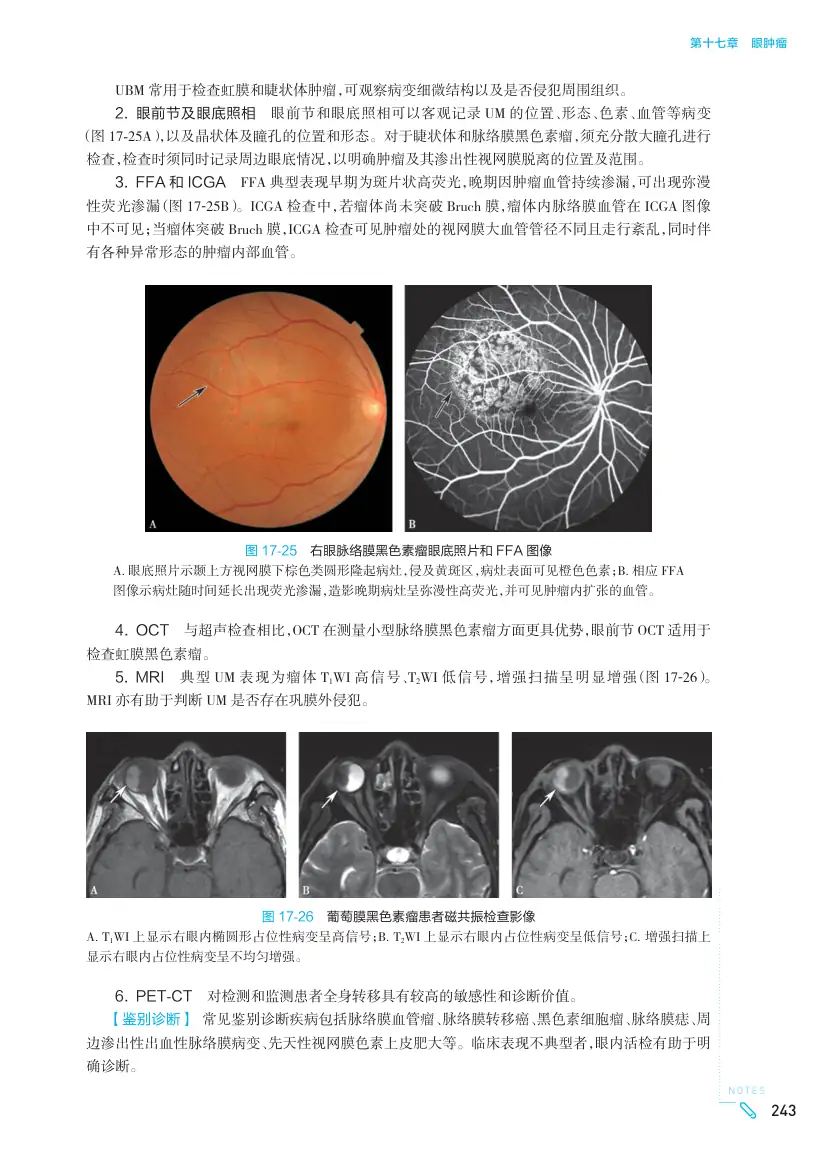 第十七章 眼肿瘤
UBM 常用于检查虹膜和睫状体肿瘤,可观察病变细微结构以及是否侵犯周围组织。
2. 眼前节及眼底照相 眼前节和眼底照相可以客观记录 UM 的位置、形态、色素、血管等病变
(图 17-25A),以及晶状体及瞳孔的位置和形态。对于睫状体和脉络膜黑色素瘤,须充分散大瞳孔进行
检查,检查时须同时记录周边眼底情况,以明确肿瘤及其渗出性视网膜脱离的位置及范围。
3. FFA 和 ICGA FFA 典型表现早期为斑片状高荧光,晚期因肿瘤血管持续渗漏,可出现弥漫
性荧光渗漏(图 17-25B)。ICGA 检查中,若瘤体尚未突破 Bruch 膜,瘤体内脉络膜血管在 ICGA 图像
中不可见;当瘤体突破 Bruch 膜,ICGA 检查可见肿瘤处的视网膜大血管管径不同且走行紊乱,同时伴
有各种异常形态的肿瘤内部血管。
A
B
图 17-25 右眼脉络膜黑色素瘤眼底照片和 FFA 图像
A. 眼底照片示颞上方视网膜下棕色类圆形隆起病灶,侵及黄斑区,病灶表面可见橙色色素;B. 相应 FFA
图像示病灶随时间延长出现荧光渗漏,造影晚期病灶呈弥漫性高荧光,并可见肿瘤内扩张的血管。
4. OCT 与超声检查相比,OCT 在测量小型脉络膜黑色素瘤方面更具优势,眼前节 OCT 适用于
检查虹膜黑色素瘤。
5. MRI 典型 UM 表现为瘤体 T₁WI 高信号、T₂WI 低信号,增强扫描呈明显增强(图 17-26)。
MRI 亦有助于判断 UM 是否存在巩膜外侵犯。
A
B
C
图 17-26 葡萄膜黑色素瘤患者磁共振检查影像
A. T₁WI 上显示右眼内椭圆形占位性病变呈高信号;B. T₂WI 上显示右眼内占位性病变呈低信号;C. 增强扫描上
显示右眼内占位性病变呈不均匀增强。
6. PET-CT 对检测和监测患者全身转移具有较高的敏感性和诊断价值。
【鉴别诊断】 常见鉴别诊断疾病包括脉络膜血管瘤、脉络膜转移癌、黑色素细胞瘤、脉络膜痣、周
边渗出性出血性脉络膜病变、先天性视网膜色素上皮肥大等。临床表现不典型者,眼内活检有助于明
确诊断。
NOTES
243